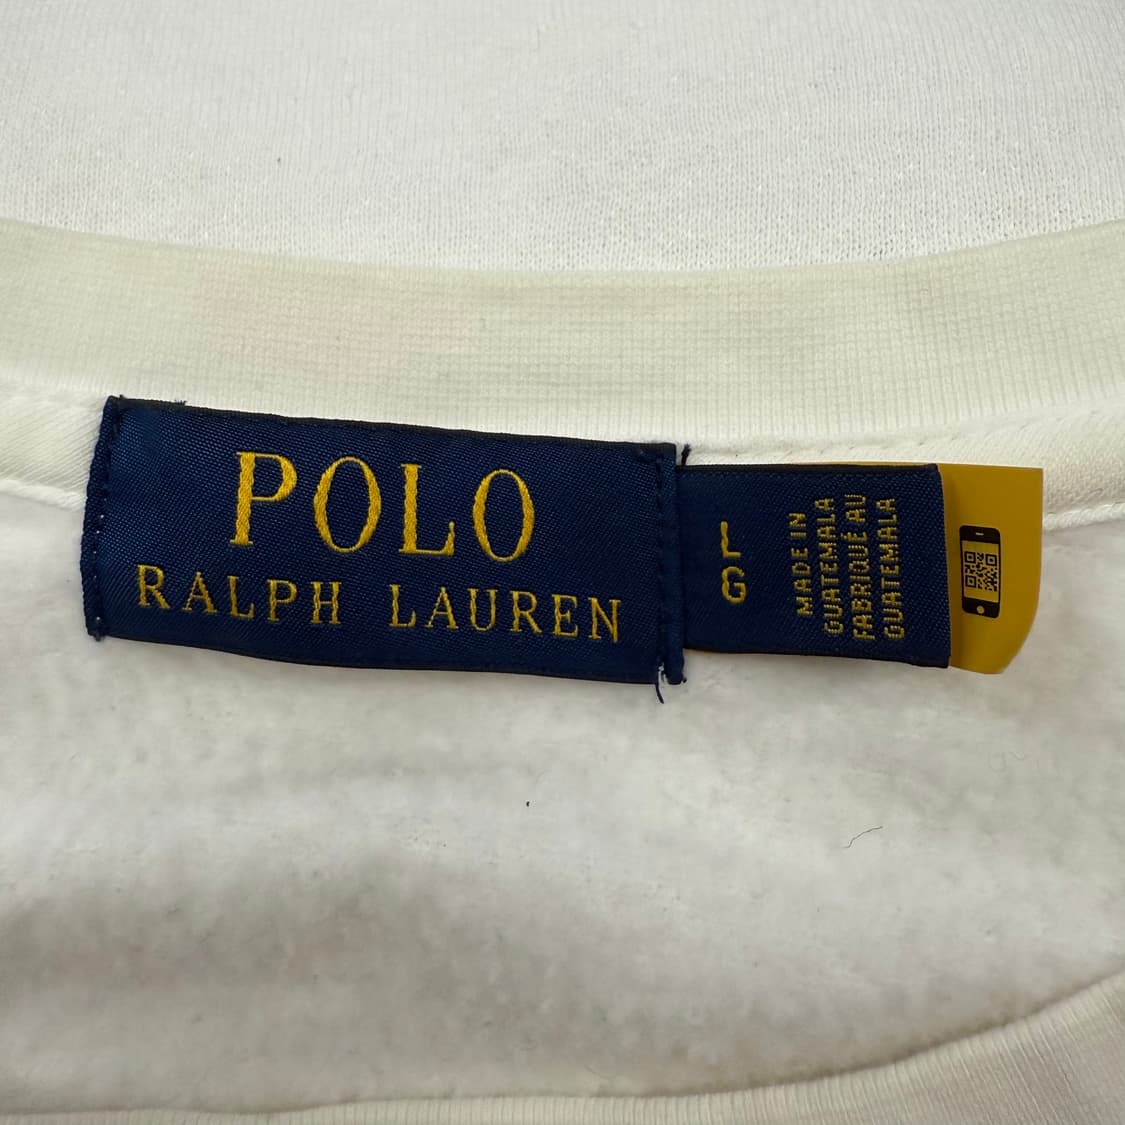 POLO
RALPH LAUREN
L
G
MADE IN
GUATEMALA
FABRIQUÉ AU
GUATEMALA